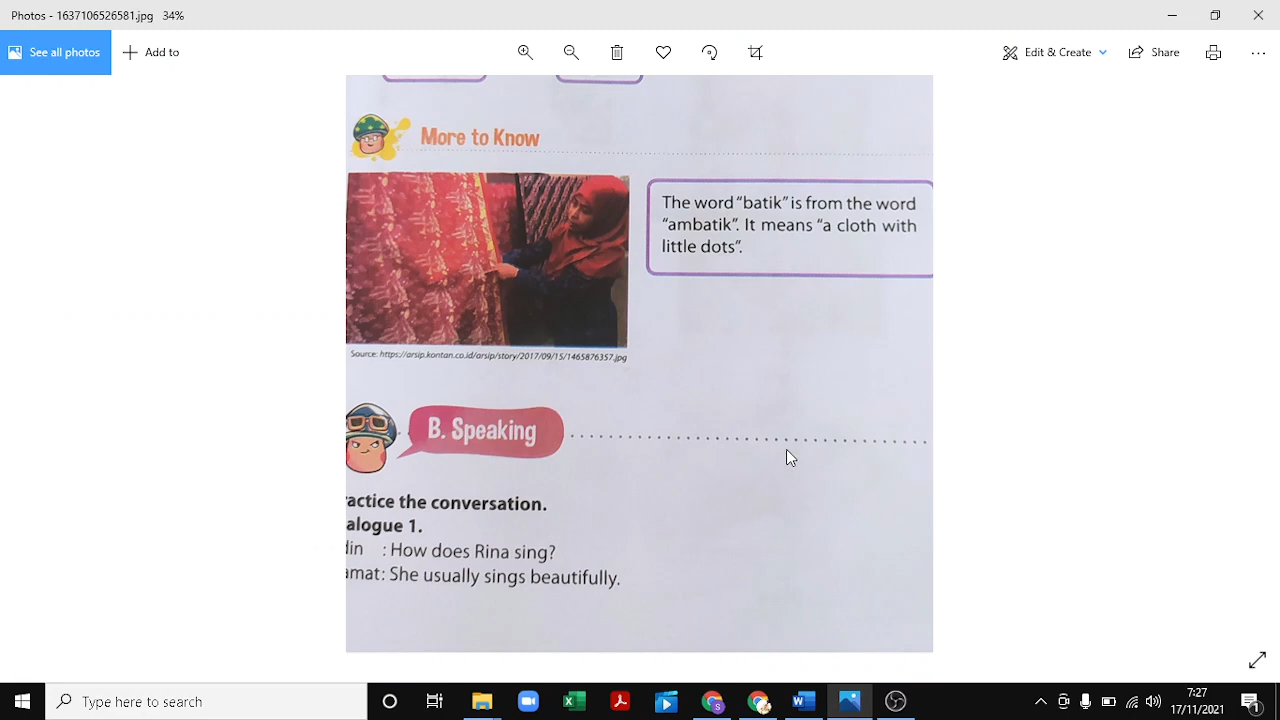 Photos - 1637106526581.jpg 34%
See all photos
Add to
Edit & Create
Share
More to Know
The word "batik" is from the word
"ambatik". It means "a cloth with
little dots".
Source: https://arsip.kontan.co.id/arsip/story/2017/09/15/1465876357.jpg
B. Speaking
actice the conversation.
alogue 1.
din : How does Rina sing?
amat: She usually sings beautifully.
Type here to search
7:27
17/11/2021